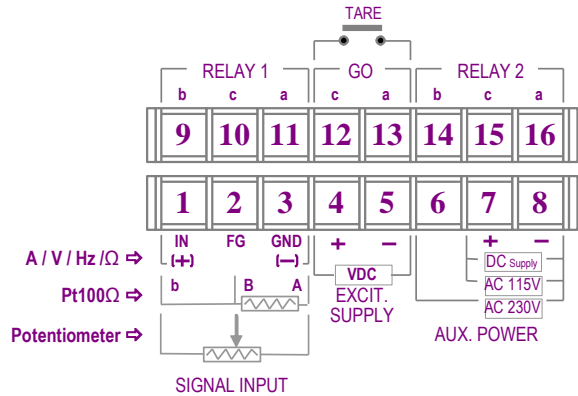 TARE
RELAY 1 GO RELAY 2
b c a c a b c a
9 10 11 12 13 14 15 16
1 2 3 4 5 6 7 8
IN FG GND + − + −
A / V / Hz /Ω ⇨ (+) (−) DC Supply
VDC AC 115V
Pt100Ω ⇨ b B A EXCIT. AC 230V
SUPPLY
Potentiometer ⇨ AUX. POWER
SIGNAL INPUT